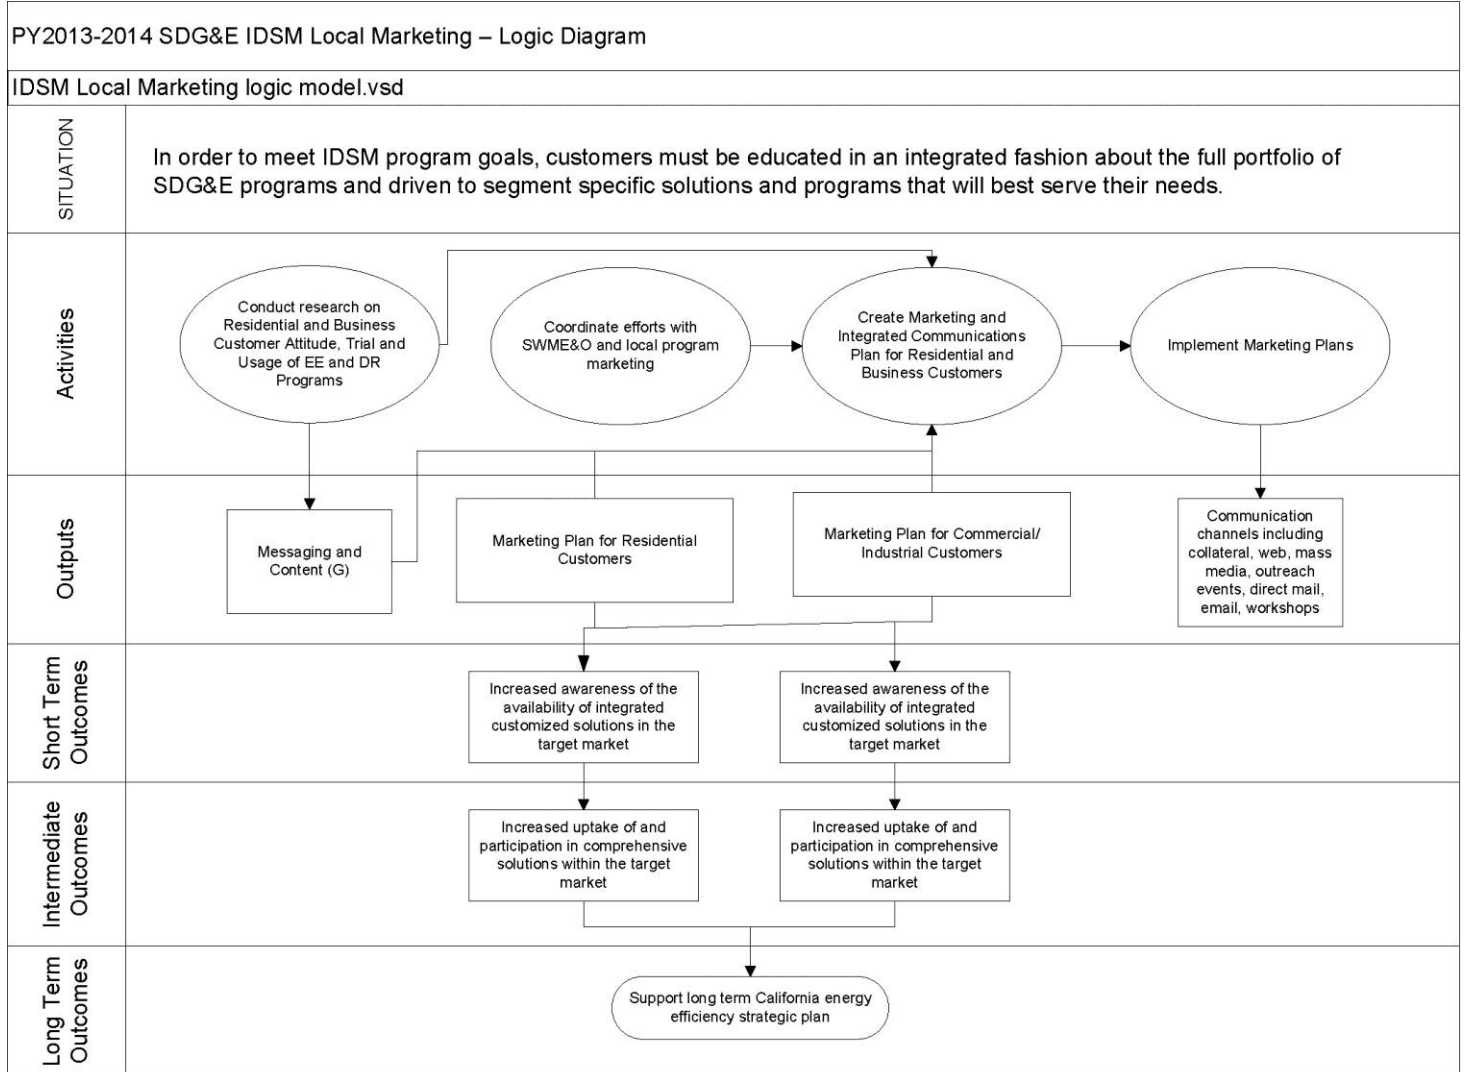 PY2013-2014 SDG&E IDSM Local Marketing – Logic Diagram
IDSM Local Marketing logic model.vsd
SITUATION
In order to meet IDSM program goals, customers must be educated in an integrated fashion about the full portfolio of
SDG&E programs and driven to segment specific solutions and programs that will best serve their needs.
Activities
Conduct research on
Residential and Business
Customer Attitude, Trial and
Usage of EE and DR
Programs
Coordinate efforts with
SWME&O and local program
marketing
Create Marketing and
Integrated Communications
Plan for Residential and
Business Customers
Implement Marketing Plans
Outputs
Messaging and
Content (G)
Marketing Plan for Residential
Customers
Marketing Plan for Commercial/
Industrial Customers
Communication
channels including
collateral, web, mass
media, outreach
events, direct mail,
email, workshops
Short Term
Outcomes
Increased awareness of the
availability of integrated
customized solutions in the
target market
Increased awareness of the
availability of integrated
customized solutions in the
target market
Intermediate
Outcomes
Increased uptake of and
participation in comprehensive
solutions within the target
market
Increased uptake of and
participation in comprehensive
solutions within the target
market
Long Term
Outcomes
Support long term California energy
efficiency strategic plan